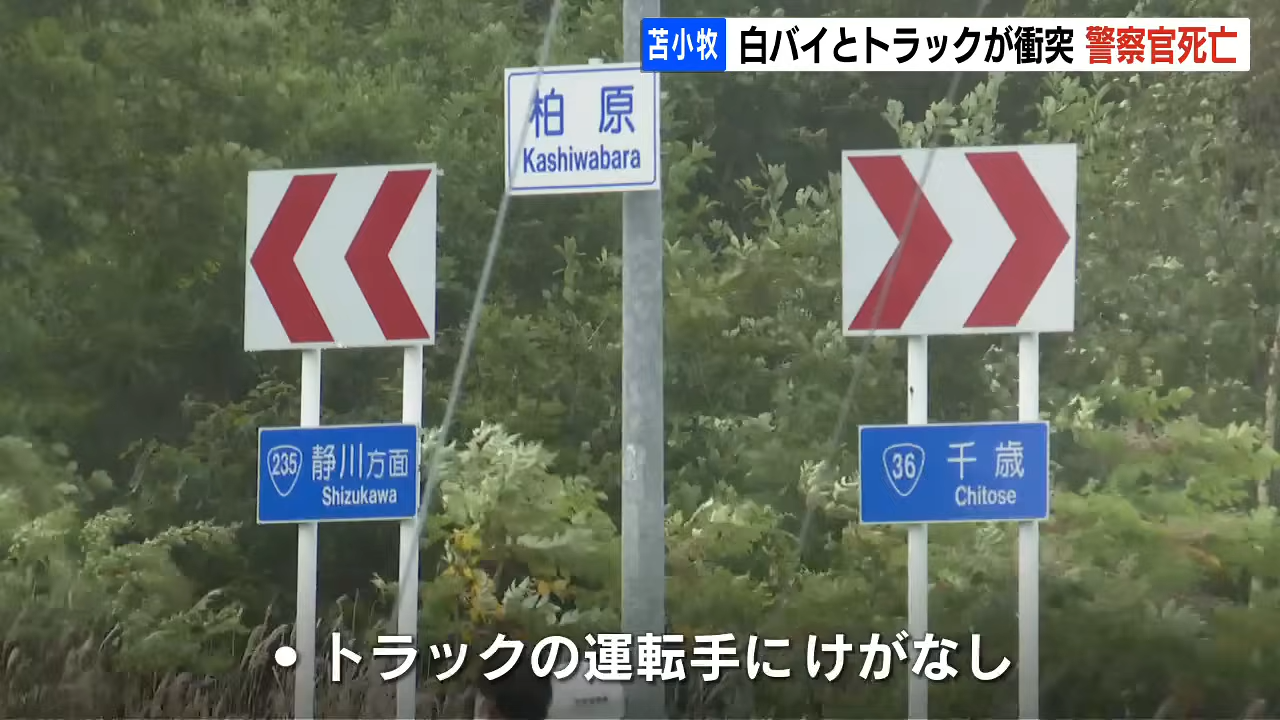 苫小牧 白バイとトラックが衝突 警察官死亡
柏原
Kashiwabara
235 静川方面
Shizukawa
36 千歳
Chitose
・トラックの運転手にけがなし